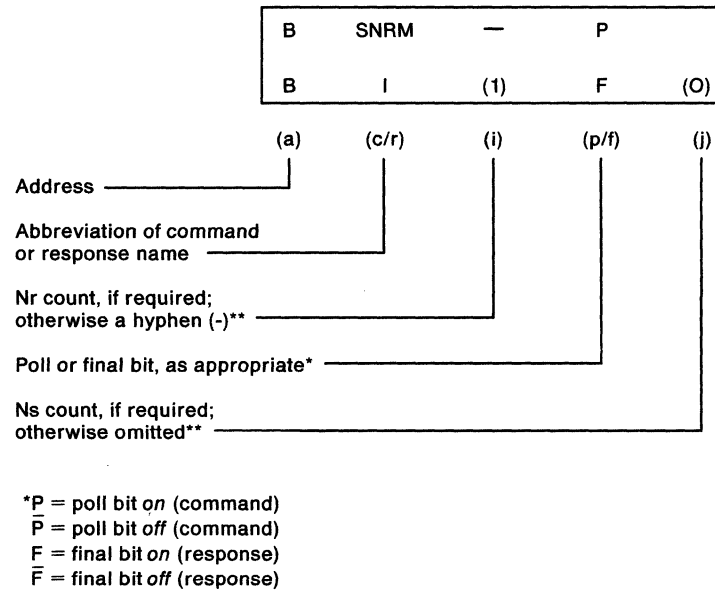 B SNRM — P
B I (1) F (O)
(a) (c/r) (i) (p/f) (j)
Address
Abbreviation of command
or response name
Nr count, if required;
otherwise a hyphen (-)**
Poll or final bit, as appropriate*
Ns count, if required;
otherwise omitted**
*P = poll bit on (command)
P̅ = poll bit off (command)
F = final bit on (response)
F̅ = final bit off (response)